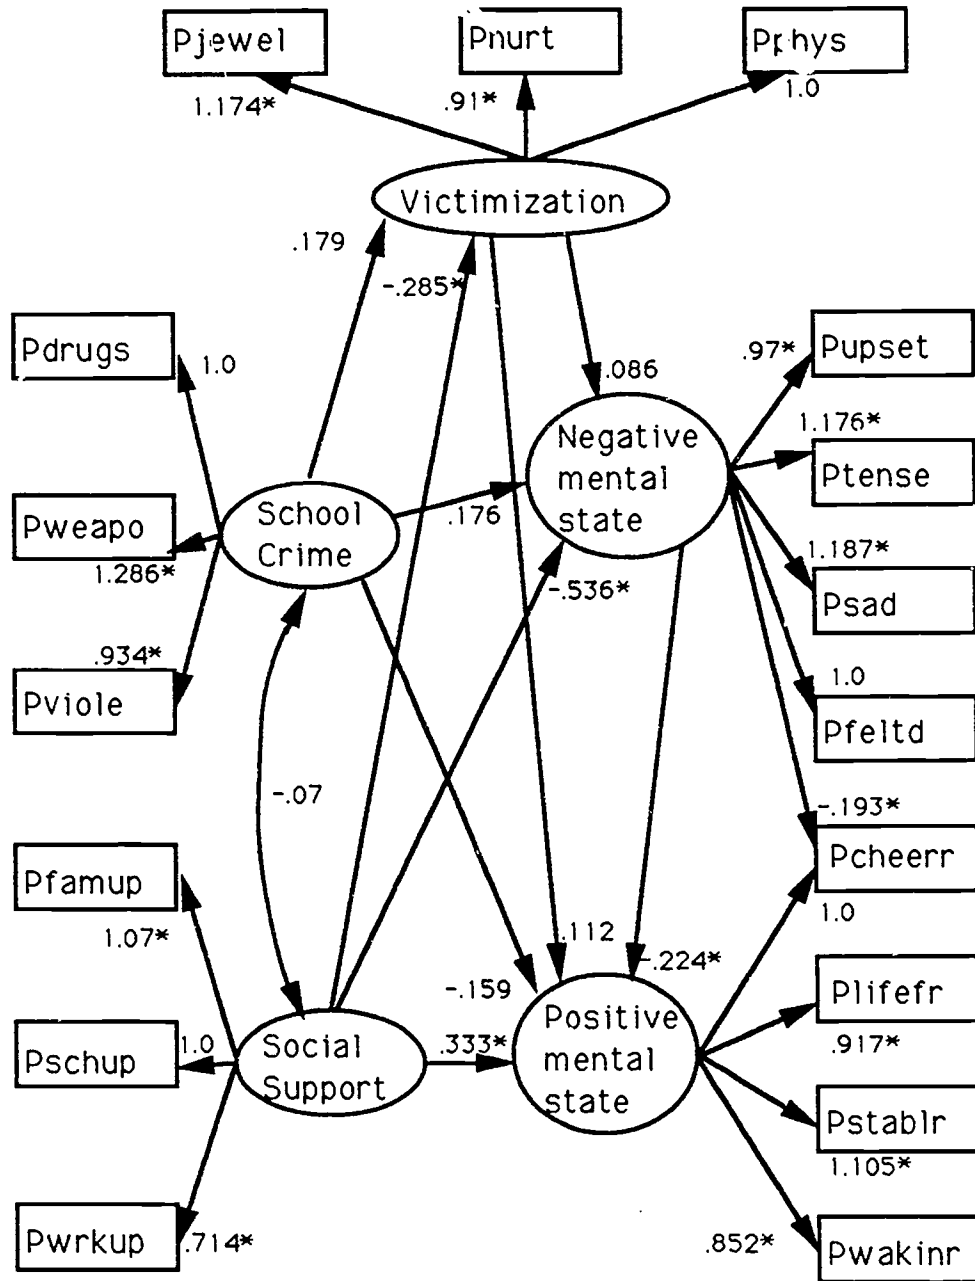 Pjewel
Pnurt
Pphys
1.174*
.91*
1.0
Victimization
.179
-.285*
Pdrugs
1.0
.086
.97*
Pupset
Negative
mental
state
1.176*
Ptense
Pweapo
1.286*
School
Crime
.176
1.187*
Psad
-.536*
.934*
Pviole
1.0
Pfeltd
-.07
-.193*
Pcheerr
1.0
Pfamup
1.07*
.112
-.224*
-.159
Plifefr
.917*
Pschup
1.0
Social
Support
.333*
Positive
mental
state
Pstablr
1.105*
Pwrkup
.714*
.852*
Pwakinr